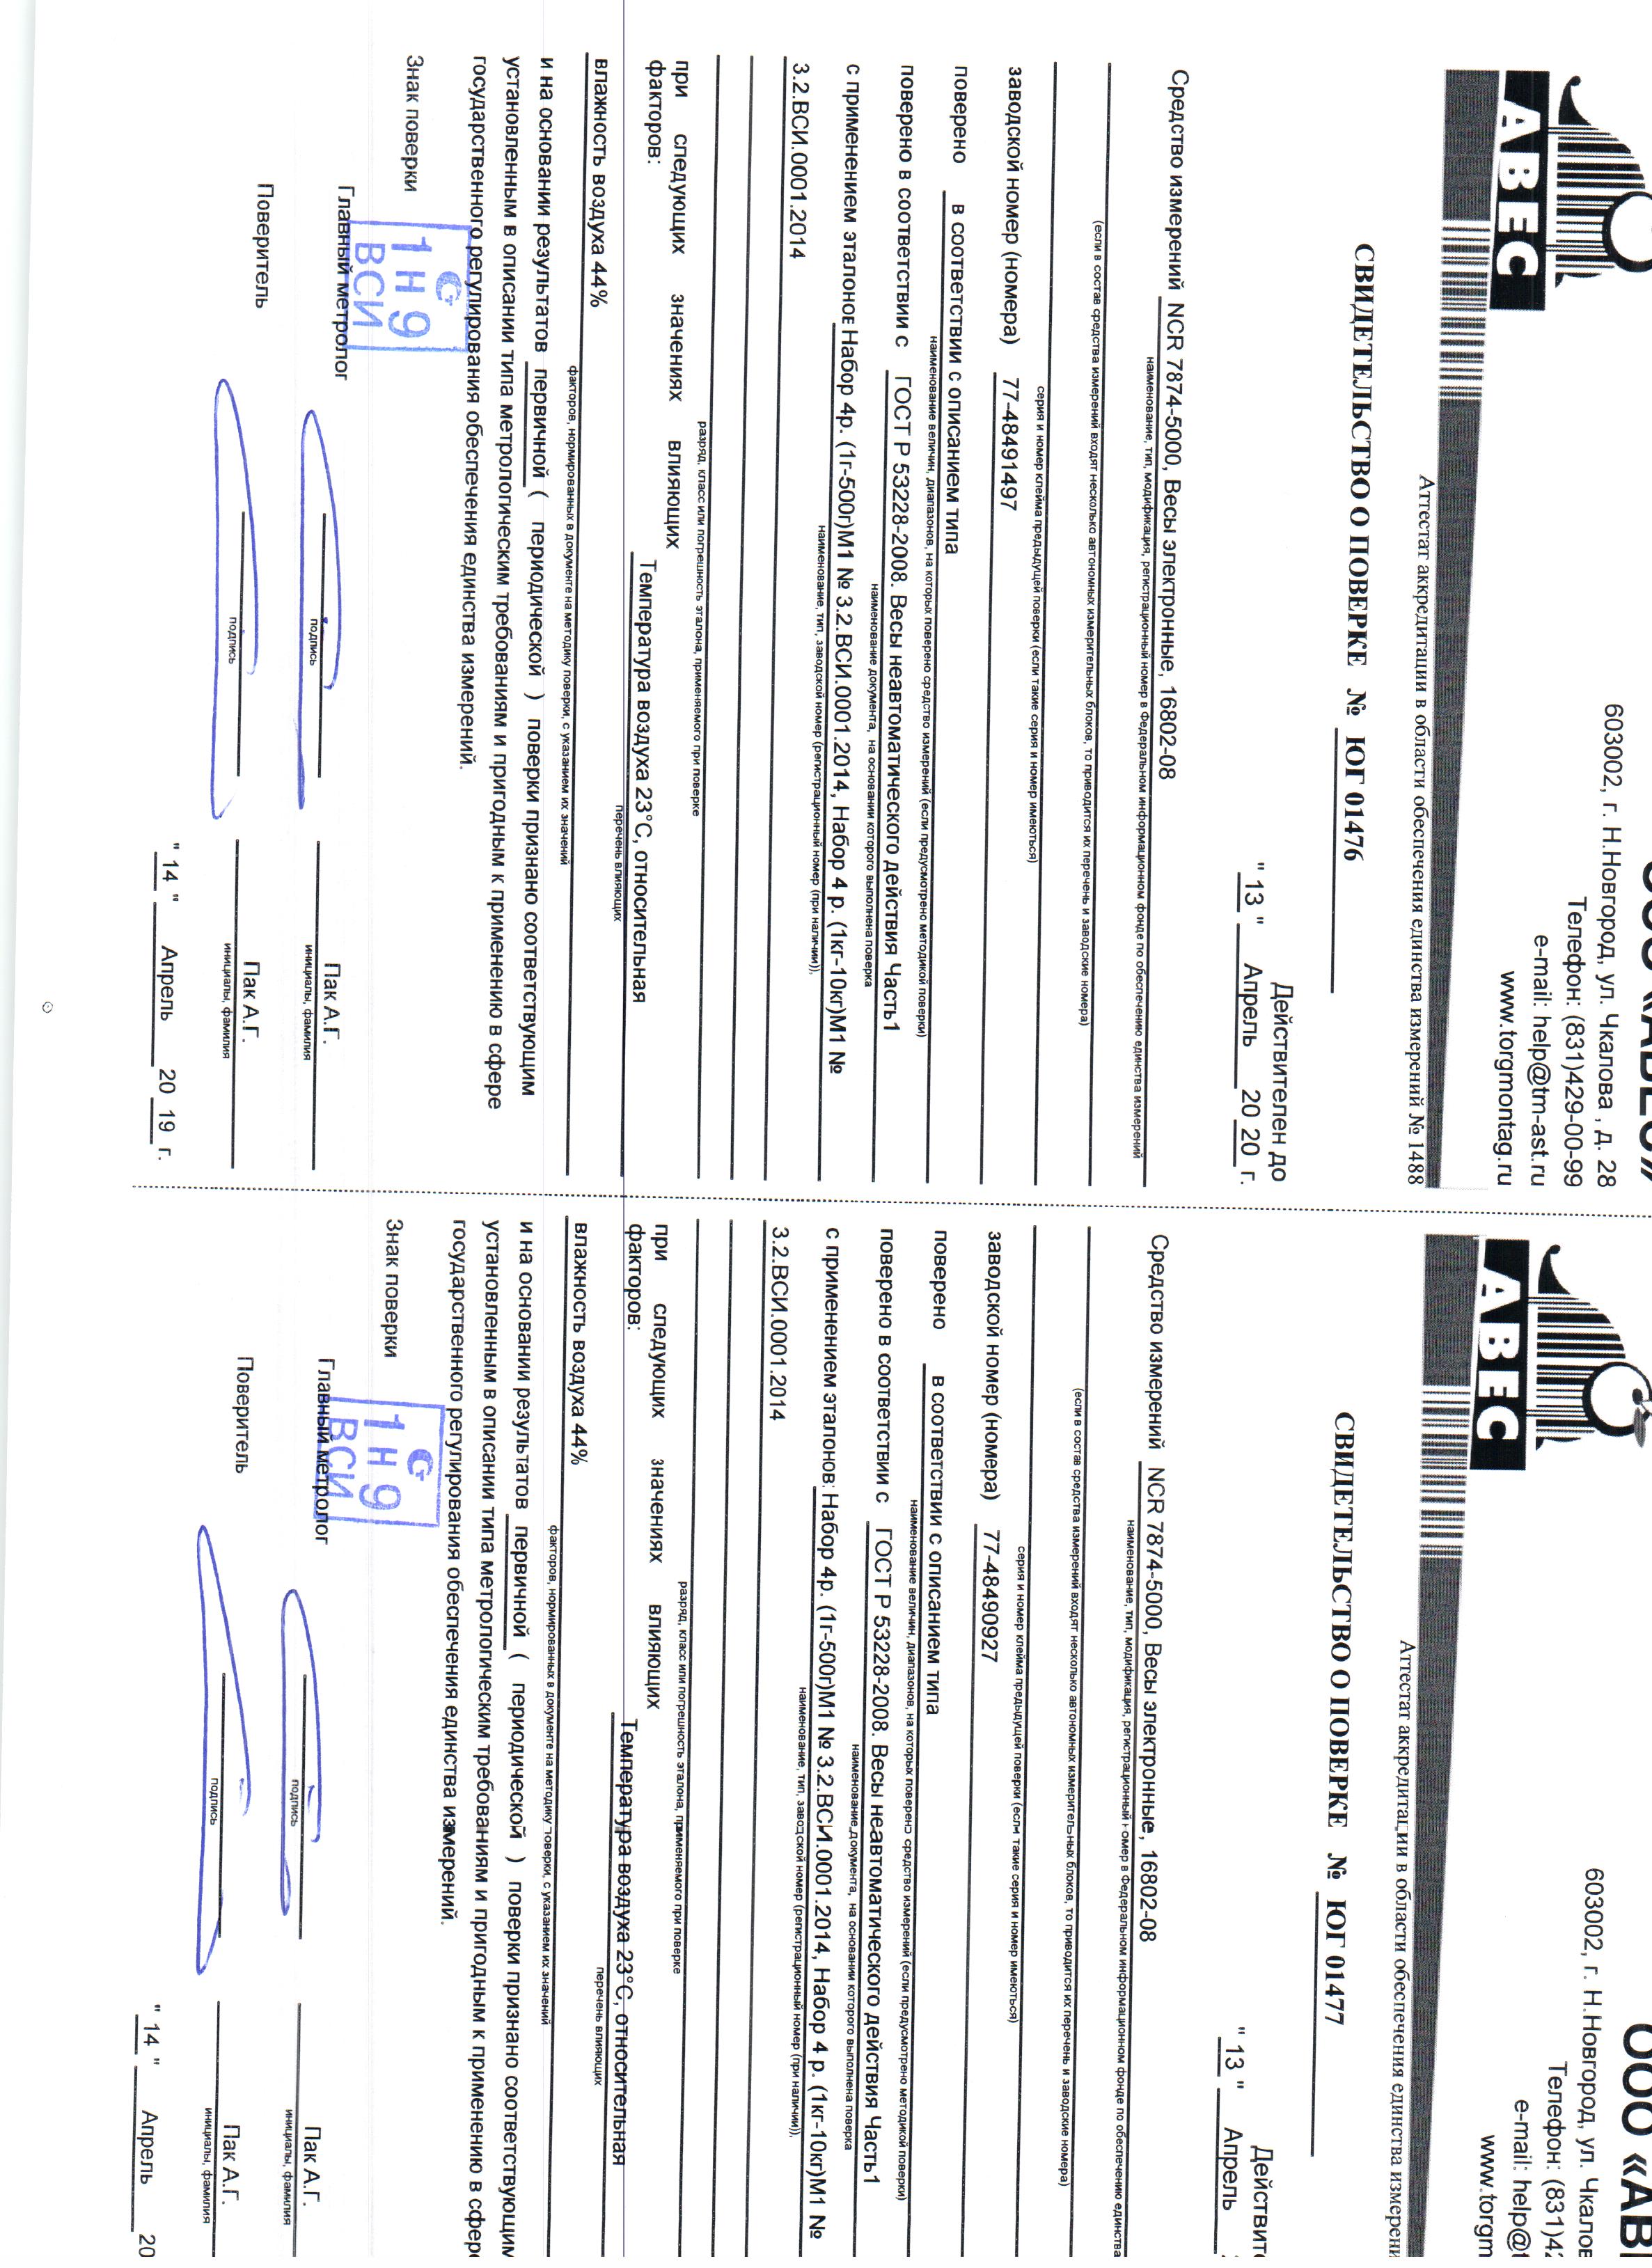 ООО «АВЕС»
603002, г. Н.Новгород, ул. Чкалова , д. 28
Телефон: (831)429-00-99
e-mail: help@tm-ast.ru
www.torgmontag.ru
АВЕС
Аттестат аккредитации в области обеспечения единства измерений № 1488
СВИДЕТЕЛЬСТВО О ПОВЕРКЕ № ЮГ 01476
Действителен до
" 13 " Апрель 20 20 г.
Средство измерений NCR 7874-5000, Весы электронные, 16802-08
наименование, тип, модификация, регистрационный номер в Федеральном информационном фонде по обеспечению единства измерений
(если в состав средства измерений входят несколько автономных измерительных блоков, то приводится их перечень и заводские номера)
серия и номер клейма предыдущей поверки (если такие серия и номер имеються)
заводской номер (номера) 77-48491497
поверено в соответствии с описанием типа
наименование величин, диапазонов, на которых поверено средство измерений (если предусмотрено методикой поверки)
поверено в соответствии с ГОСТ Р 53228-2008. Весы неавтоматического действия Часть1
наименование документа, на основании которого выполнена поверка
с применением эталонов Набор 4р. (1г-500г)М1 № 3.2.ВСИ.0001.2014, Набор 4 р. (1кг-10кг)М1 №
наименование, тип, заводской номер (регистрационный номер (при наличии)),
3.2.ВСИ.0001.2014
разряд, класс или погрешность эталона, применяемого при поверке
при следующих значениях влияющих
факторов: Температура воздуха 23°С, относительная
перечень влияющих
влажность воздуха 44%
факторов, нормированных в документе на методику поверки, с указанием их значений
и на основании результатов первичной ( периодической ) поверки признано соответствующим
установленным в описании типа метрологическим требованиям и пригодным к применению в сфере
государственного регулирования обеспечения единства измерений.
Знак поверки
1 Н 9
ВСИ
Главный метролог Пак А.Г.
подпись инициалы, фамилия
Поверитель Пак А.Г.
подпись инициалы, фамилия
" 14 " Апрель 20 19 г.
ООО «АВЕ
603002, г. Н.Новгород, ул. Чкалов
Телефон: (831)42
e-mail: help@t
www.torgm
АВЕС
Аттестат аккредитации в области обеспечения единства измерени
СВИДЕТЕЛЬСТВО О ПОВЕРКЕ № ЮГ 01477
Действите
" 13 " Апрель
Средство измерений NCR 7874-5000, Весы электронные, 16802-08
наименование, тип, модификация, регистрационный номер в Федеральном информационном фонде по обеспечению единства
(если в состав средства измерений входят несколько автономных измерительных блоков, то приводится их перечень и заводские номера)
серия и номер клейма предыдущей поверки (если такие серия и номер имеються)
заводской номер (номера) 77-48490927
поверено в соответствии с описанием типа
наименование величин, диапазонов, на которых поверено средство измерений (если предусмотрено методикой поверки)
поверено в соответствии с ГОСТ Р 53228-2008. Весы неавтоматического действия Часть1
наименование документа, на основании которого выполнена поверка
с применением эталонов: Набор 4р. (1г-500г)М1 № 3.2.ВСИ.0001.2014, Набор 4 р. (1кг-10кг)М1 №
наименование, тип, заводской номер (регистрационный номер (при наличии)),
3.2.ВСИ.0001.2014
разряд, класс или погрешность эталона, применяемого при поверке
при следующих значениях влияющих
факторов: Температура воздуха 23°С, относительная
перечень влияющих
влажность воздуха 44%
факторов, нормированных в документе на методику поверки, с указанием их значений
и на основании результатов первичной ( периодической ) поверки признано соответствующим
установленным в описании типа метрологическим требованиям и пригодным к применению в сфере
государственного регулирования обеспечения единства измерений.
Знак поверки
1 Н 9
ВСИ
Главный метролог Пак А.Г.
подпись инициалы, фамилия
Поверитель Пак А.Г.
подпись инициалы, фамилия
" 14 " Апрель 20